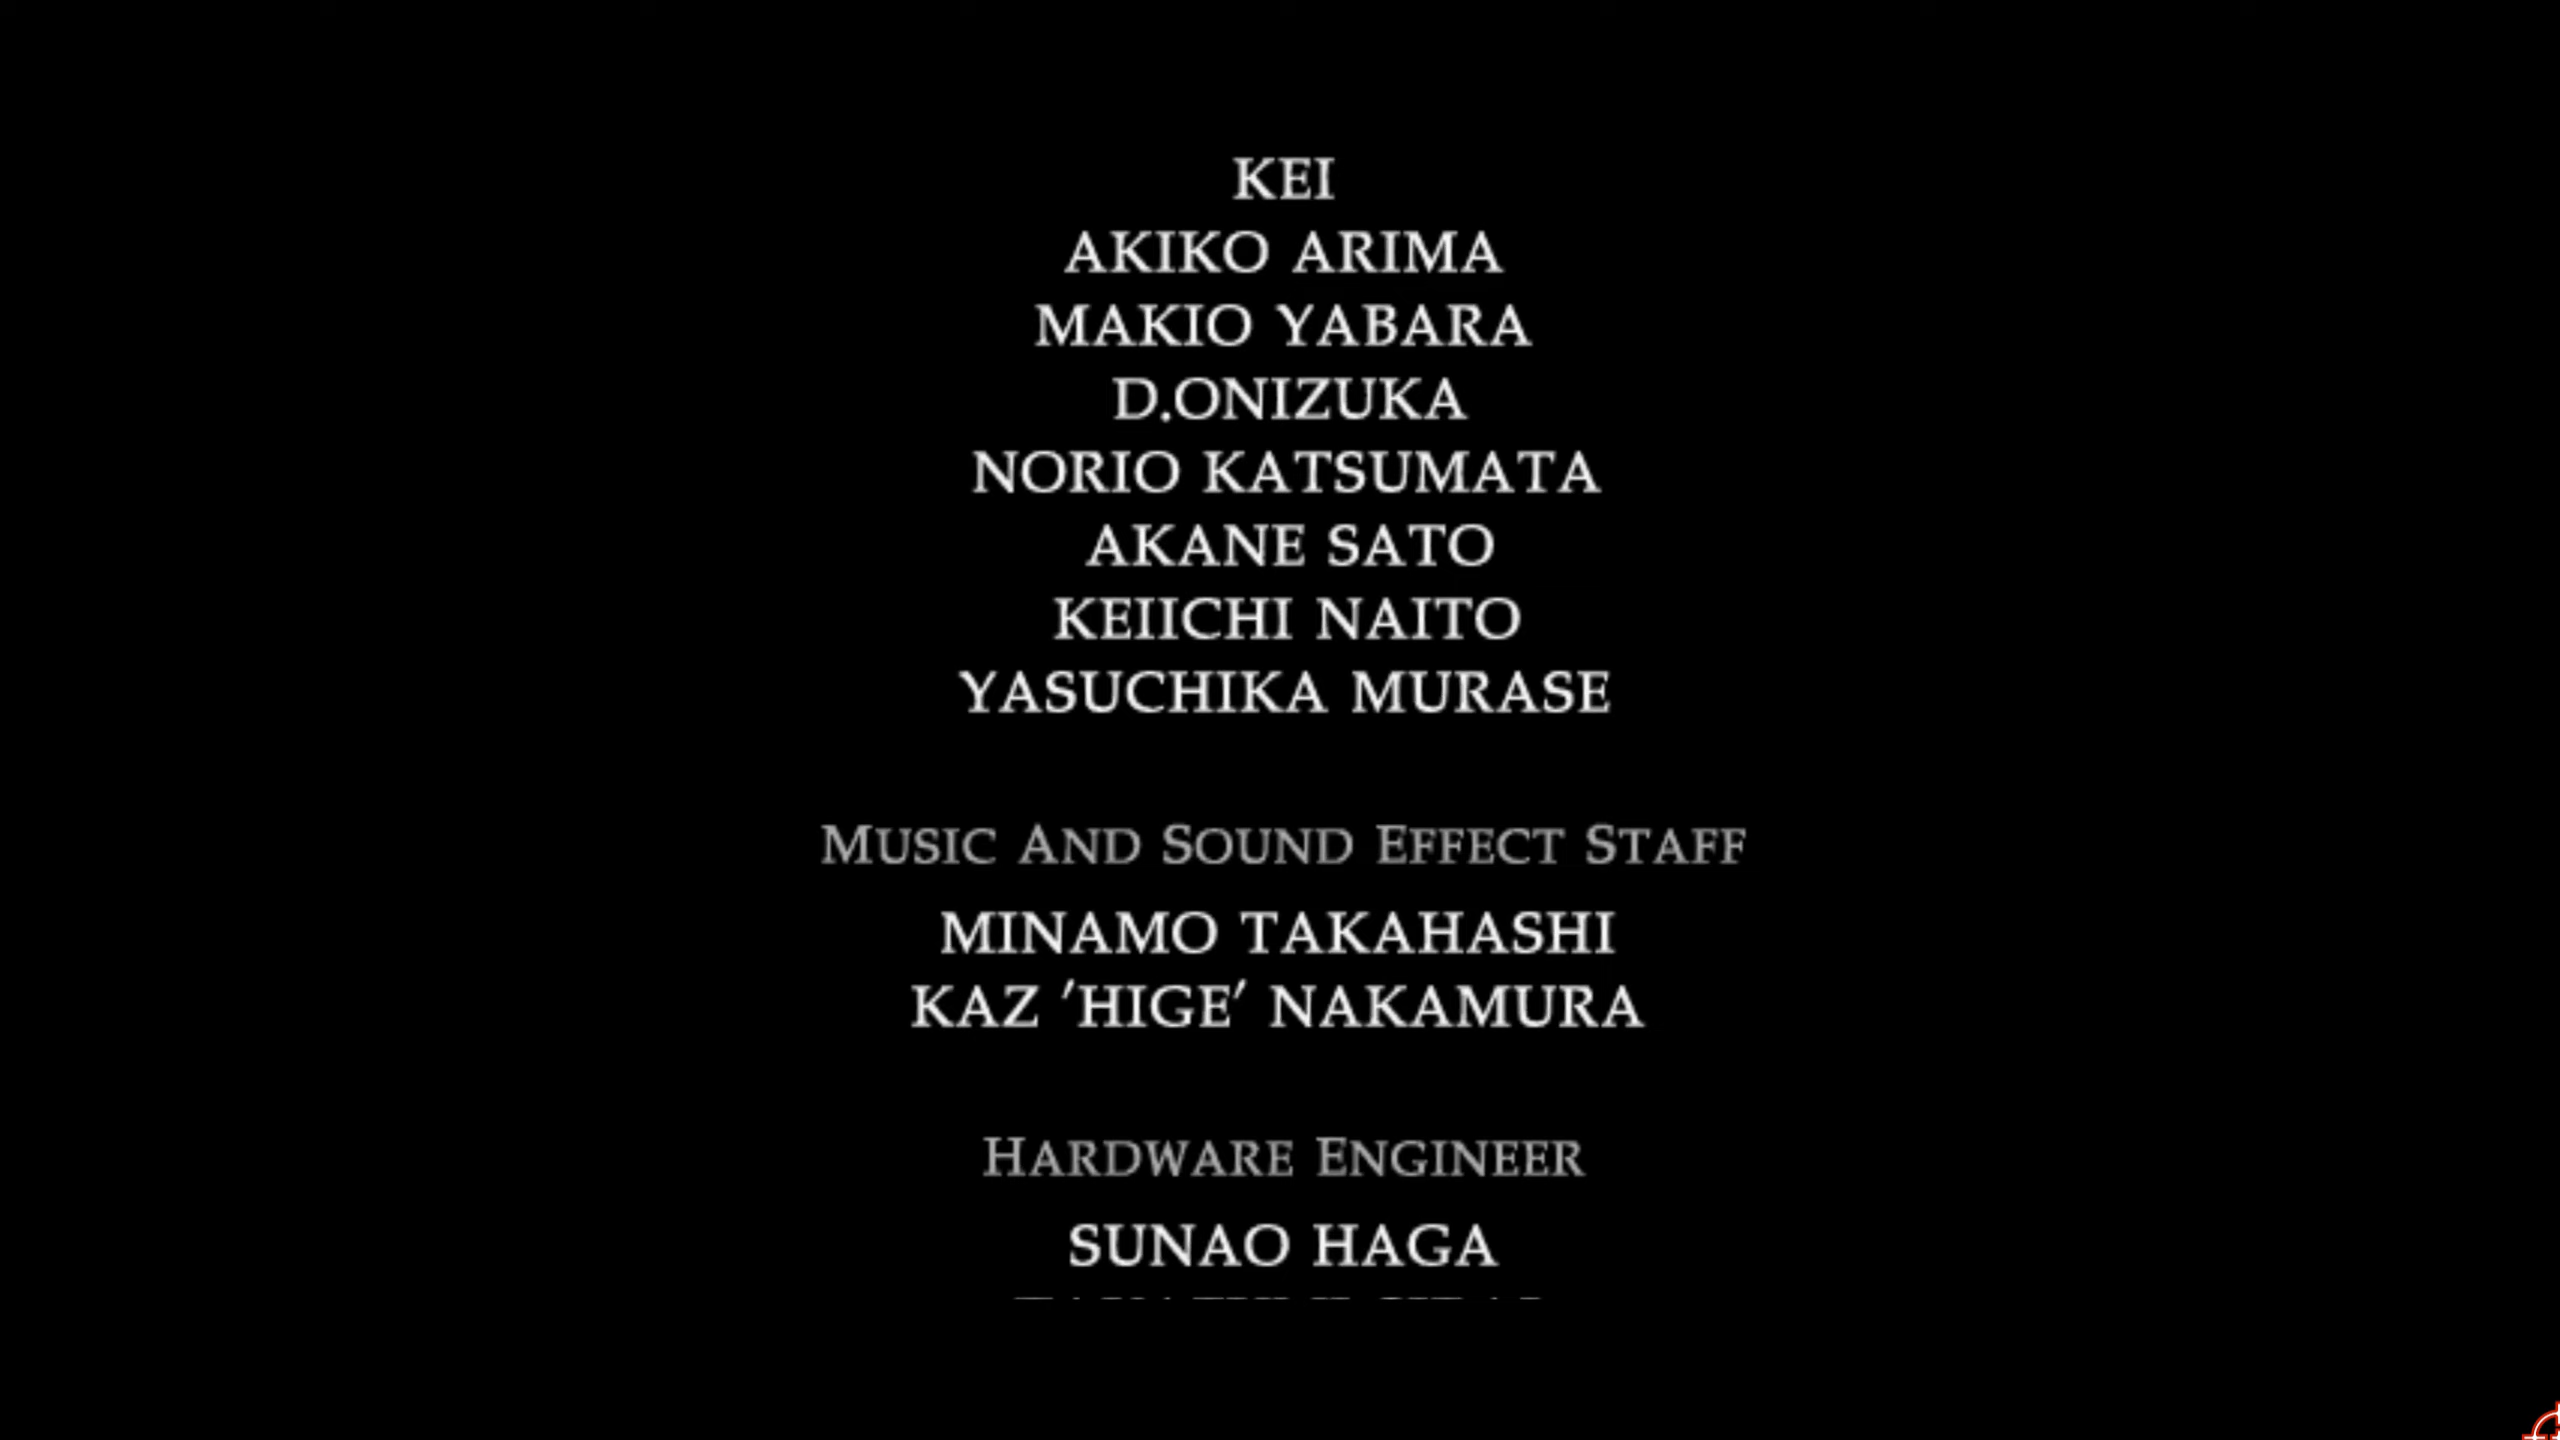 KEI
AKIKO ARIMA
MAKIO YABARA
D.ONIZUKA
NORIO KATSUMATA
AKANE SATO
KEIICHI NAITO
YASUCHIKA MURASE
MUSIC AND SOUND EFFECT STAFF
MINAMO TAKAHASHI
KAZ 'HIGE' NAKAMURA
HARDWARE ENGINEER
SUNAO HAGA